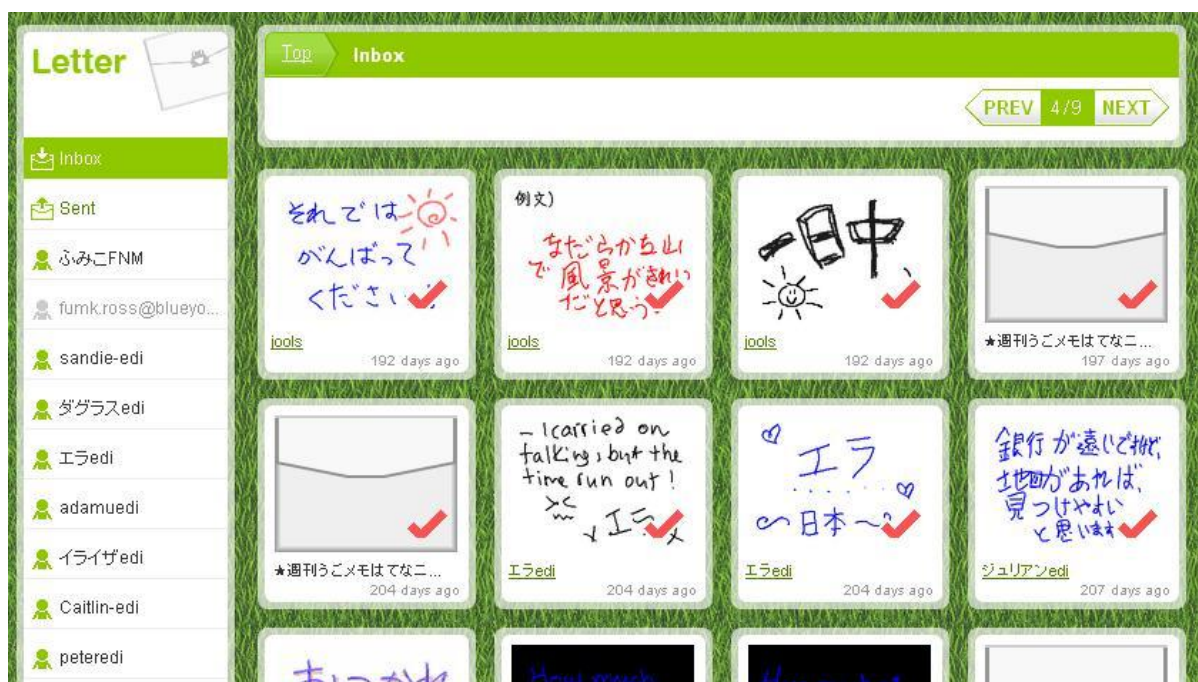 Letter
Inbox
Sent
ふみこFNM
fumk.ross@blueyo...
sandie-edi
ダグラスedi
エラedi
adamuedi
イライザedi
Caitlin-edi
peteredi
Top
Inbox
PREV 4/9 NEXT
それでは
がんばって
ください
jools
192 days ago
例文)
なだらかな山
で風景がきれい
だと思う
jools
192 days ago
一日中
jools
192 days ago
★週刊うごメモはてなニ...
197 days ago
★週刊うごメモはてなニ...
204 days ago
- I carried on
talking, but the
time run out!
エラ
エラedi
204 days ago
エラ
~日本~
エラedi
204 days ago
銀行が遠いですけど,
地図があれば,
見つけやすい
と思います
ジュリアンedi
207 days ago
おつかれ
How much